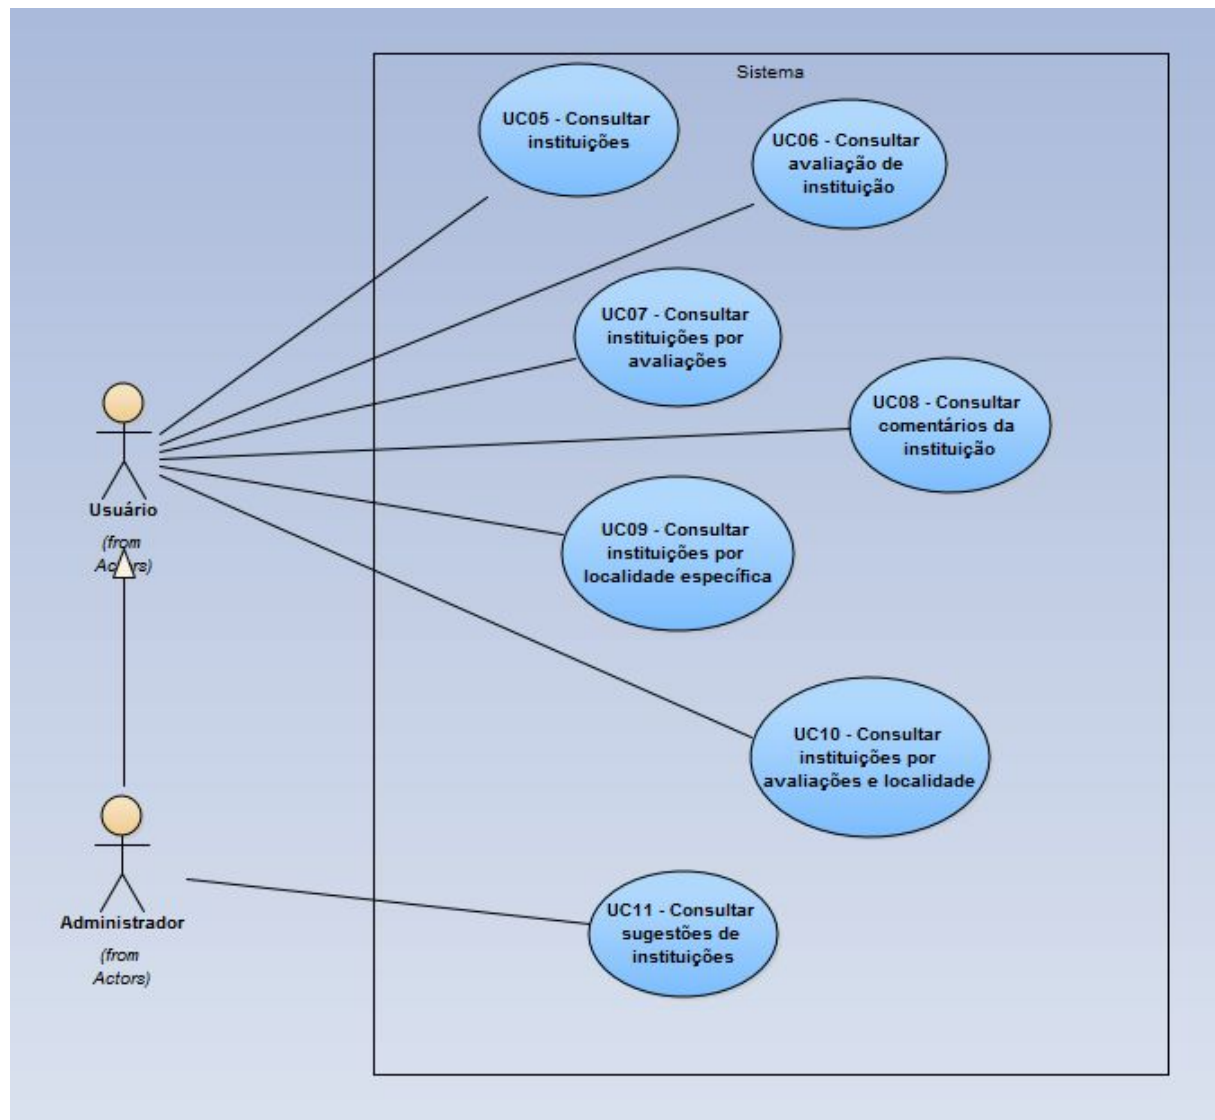 Sistema
UC05 - Consultar
instituições
UC06 - Consultar
avaliação de
instituição
UC07 - Consultar
instituições por
avaliações
UC08 - Consultar
comentários da
instituição
Usuário
(from
Actors)
UC09 - Consultar
instituições por
localidade específica
UC10 - Consultar
instituições por
avaliações e localidade
Administrador
(from
Actors)
UC11 - Consultar
sugestões de
instituições